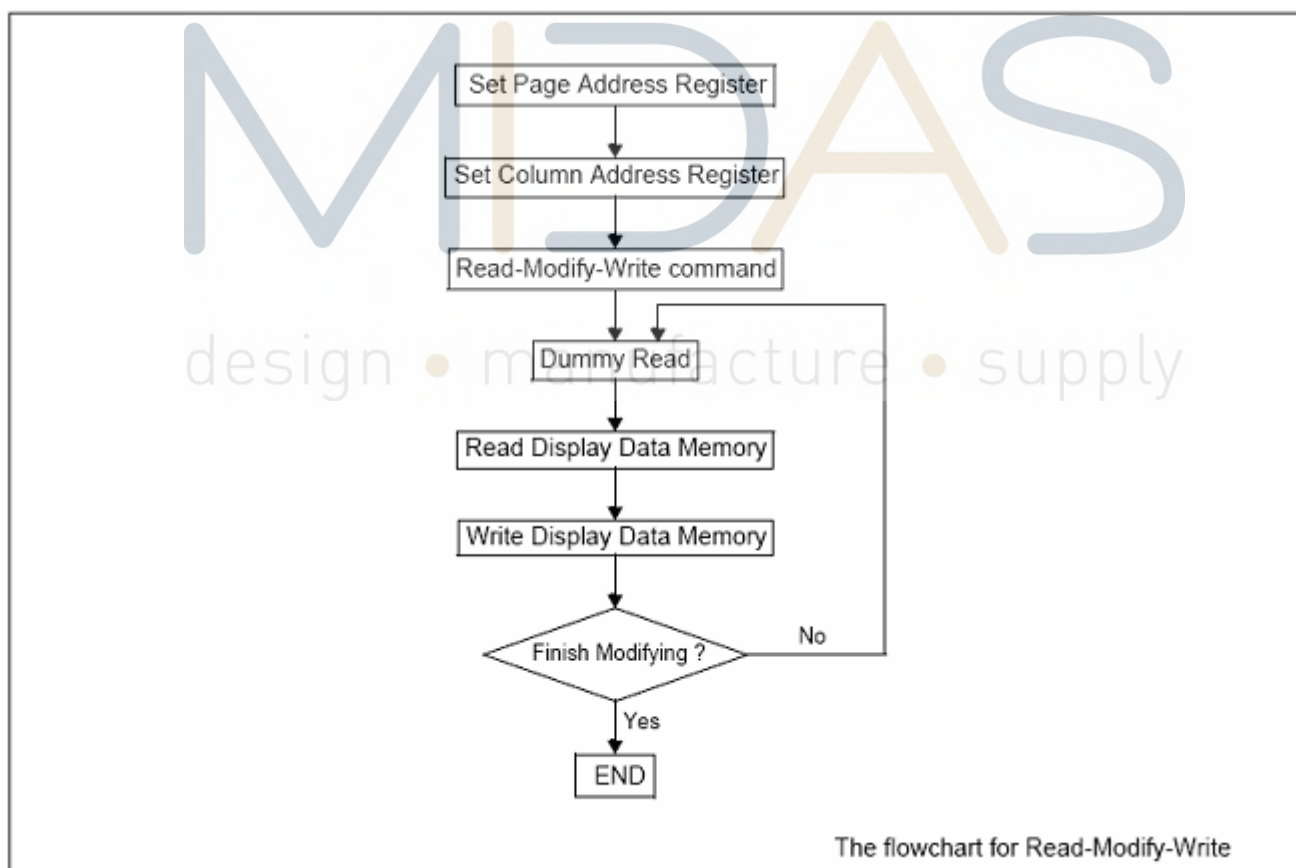 MIDAS
Set Page Address Register
Set Column Address Register
Read-Modify-Write command
Dummy Read
design • manufacture • supply
Read Display Data Memory
Write Display Data Memory
Finish Modifying ?
No
Yes
END
The flowchart for Read-Modify-Write